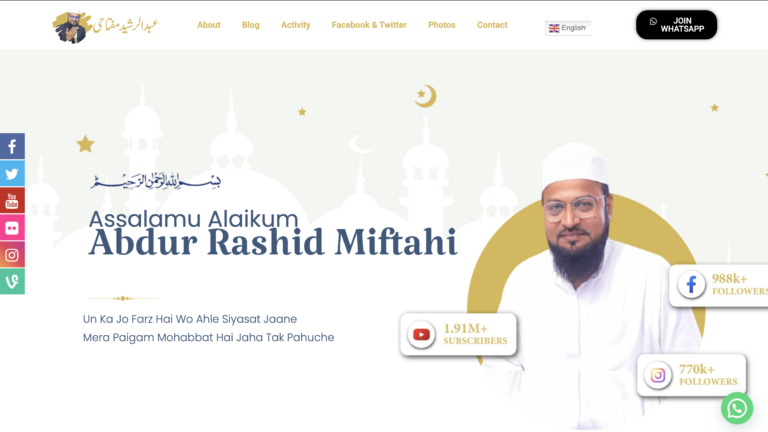 عبدالرشید مفتاحی
About
Blog
Activity
Facebook & Twitter
Photos
Contact
English
JOIN
WHATSAPP
You
Tube
بسم الله الرحمن الرحيم
Assalamu Alaikum
Abdur Rashid Miftahi
Un Ka Jo Farz Hai Wo Ahle Siyasat Jaane
Mera Paigam Mohabbat Hai Jaha Tak Pahuche
988k+
FOLLOWERS
1.91M+
SUBSCRIBERS
770k+
FOLLOWERS